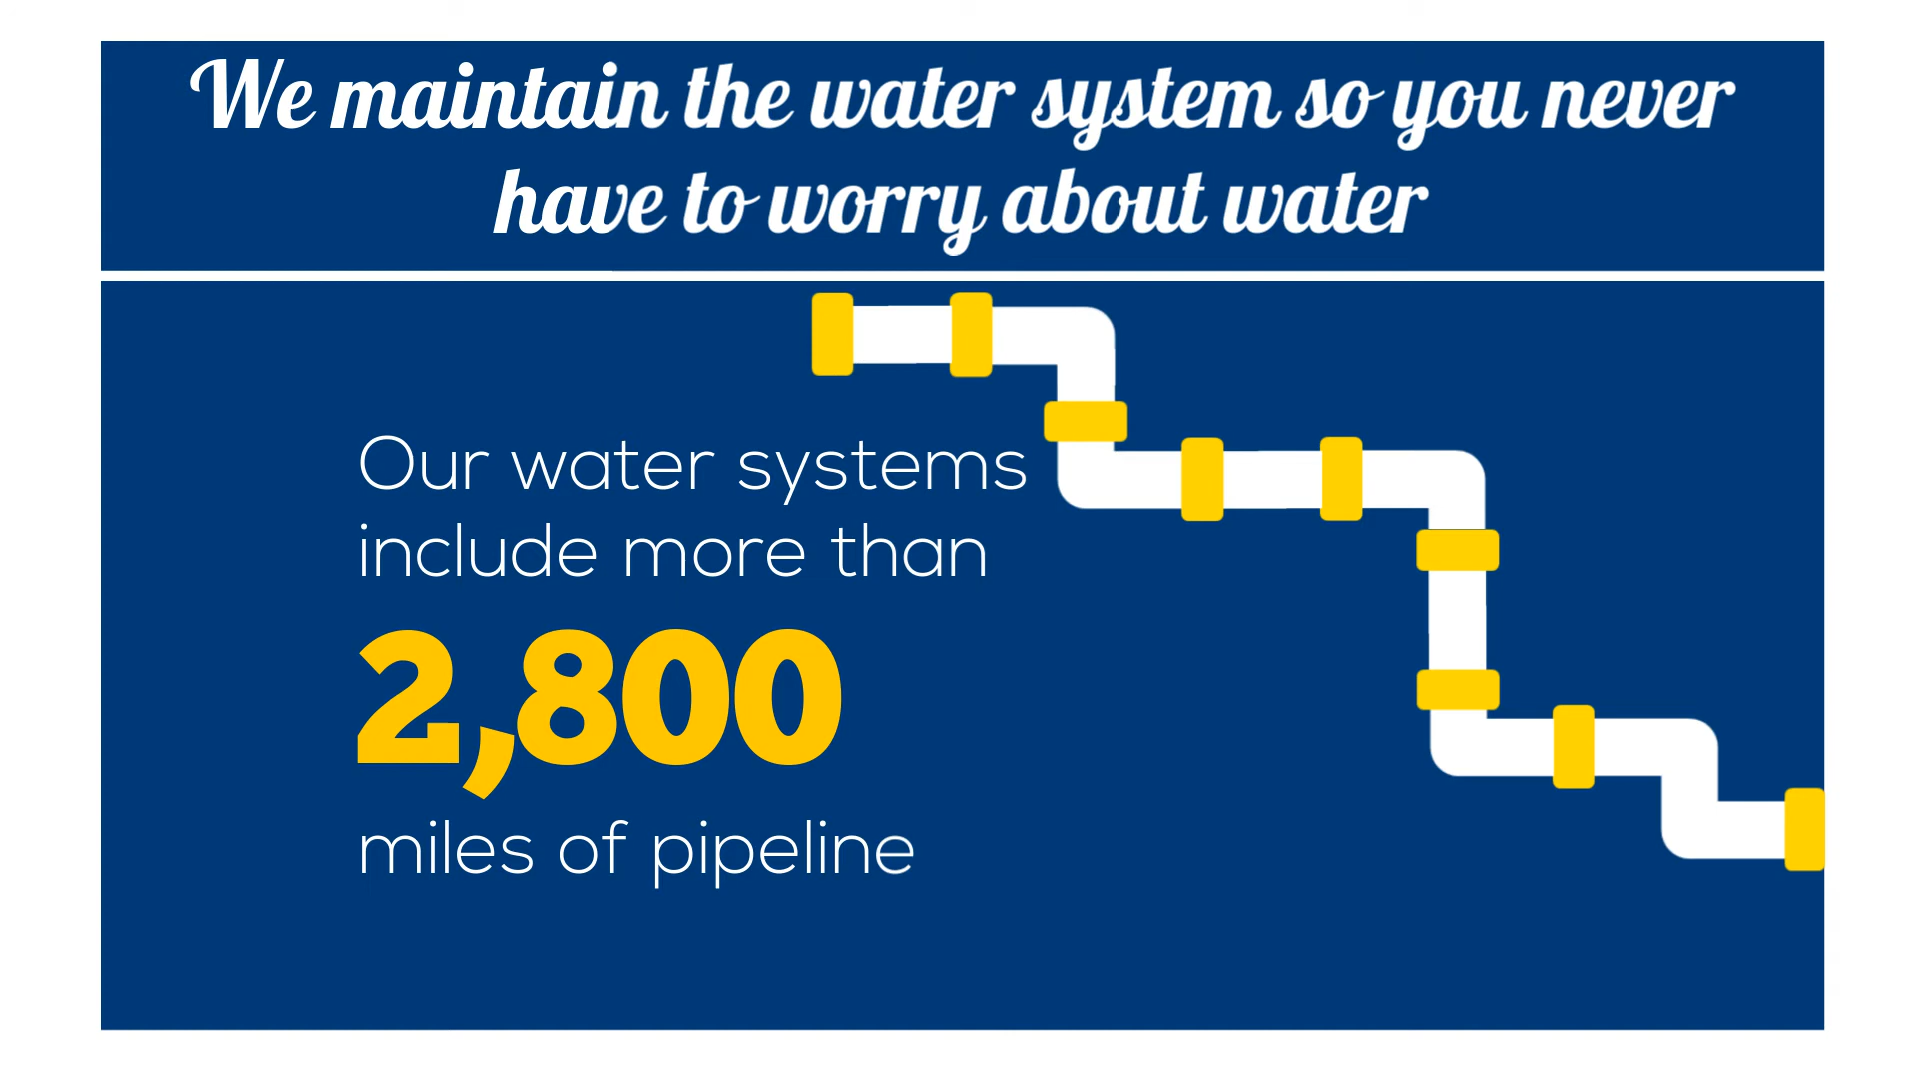 We maintain the water system so you never
have to worry about water
Our water systems
include more than
2,800
miles of pipeline